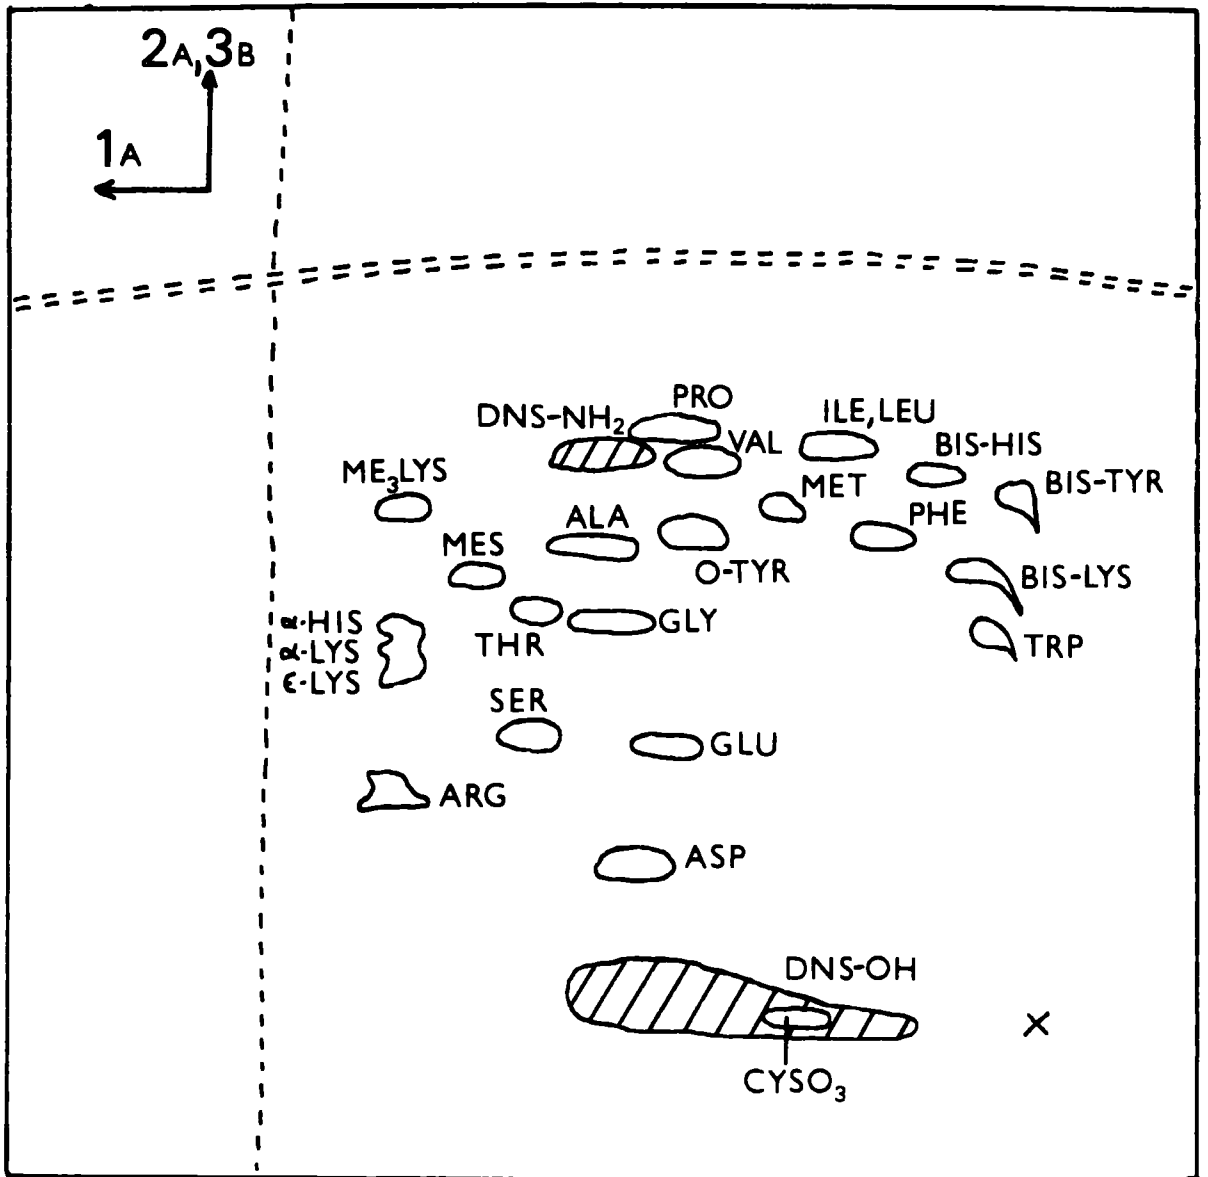 2A,3B
1A
PRO
DNS-NH₂
ILE,LEU
VAL
BIS-HIS
ME₃LYS
MET
BIS-TYR
ALA
PHE
MES
O-TYR
BIS-LYS
α-HIS
THR
GLY
α-LYS
TRP
ε-LYS
SER
GLU
ARG
ASP
DNS-OH
×
CYSO₃